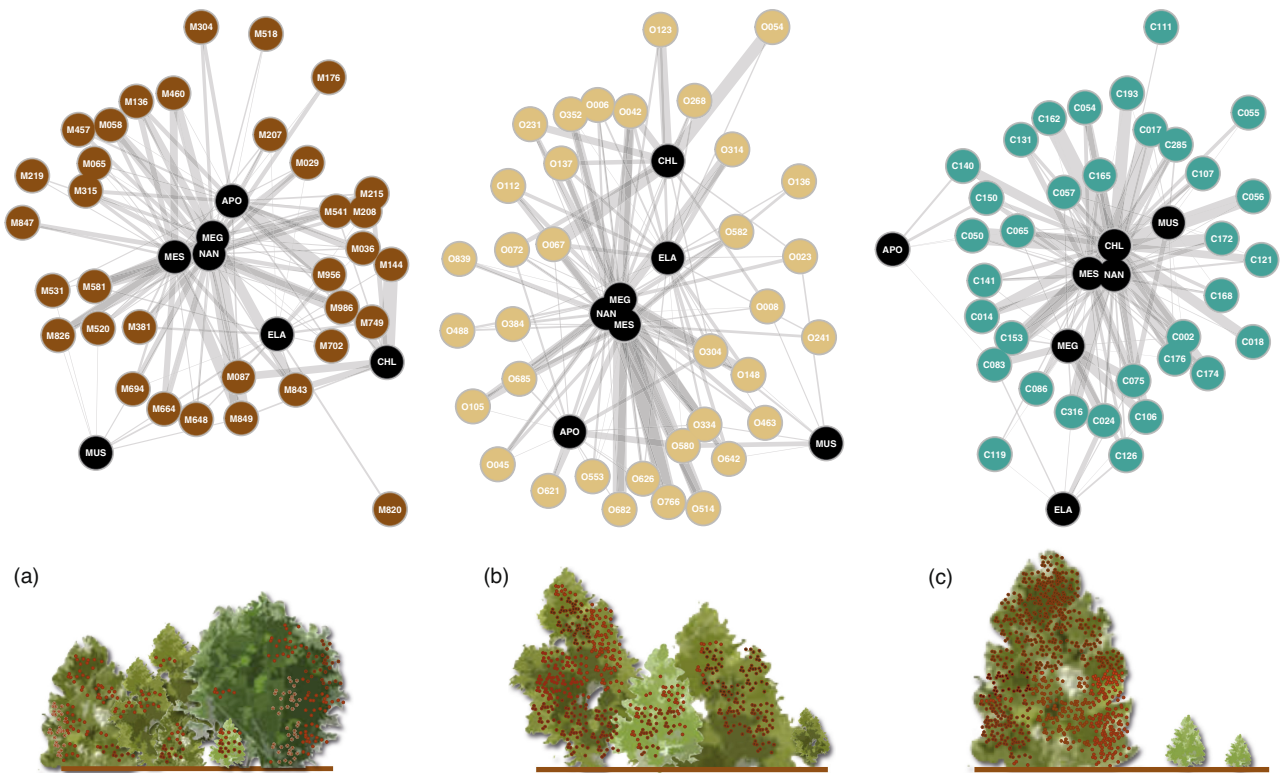 M304
M518
M176
M460
M136
M058
M457
M207
M065
M029
M219
M315
M215
APO
M541
M208
M847
MEG
M036
MES
NAN
M144
M956
M581
M531
M986
M749
M826
M520
M381
ELA
M702
CHL
M087
M694
M843
M664
M648
M849
MUS
M820
O123
O054
O268
O006
O352
O042
O231
O314
CHL
O137
O112
O136
O582
O067
O072
O839
ELA
O023
MEG
O008
NAN
O384
MES
O488
O241
O304
O148
O685
O105
O334
O463
APO
MUS
O580
O642
O045
O553
O626
O621
O766
O682
O514
C111
C193
C054
C162
C055
C017
C131
C285
C140
C165
C107
C057
C150
C056
MUS
C065
C050
C172
APO
CHL
C121
MES
NAN
C141
C168
C014
C153
C002
C018
MEG
C176
C083
C174
C075
C086
C316
C024
C106
C119
C126
ELA
(a)
(b)
(c)